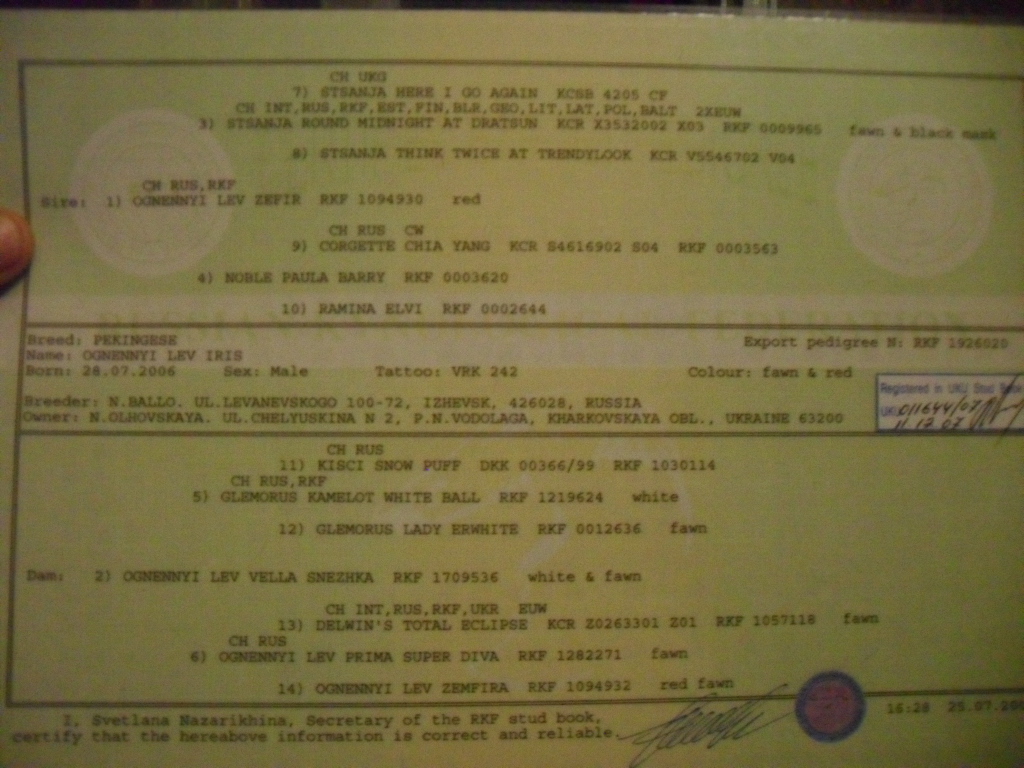 CH UKG
7) STSANJA HERE I GO AGAIN KCSB 4205 CF
CH INT,RUS,RKF,EST,FIN,BLR,GEO,LIT,LAT,POL,BALT 2XEUW
3) STSANJA ROUND MIDNIGHT AT DRATSUN KCR X3532002 X03 RKF 0009965 fawn & black mask
8) STSANJA THINK TWICE AT TRENDYLOOK KCR V5546702 V04
CH RUS,RKF
Sire: 1) OGNENNYI LEV ZEFIR RKF 1094930 red
CH RUS CW
9) CORGETTE CHIA YANG KCR S4616902 S04 RKF 0003563
4) NOBLE PAULA BARRY RKF 0003620
10) RAMINA ELVI RKF 0002644
Breed: PEKINGESE
Export pedigree N: RKF 1926020
Name: OGNENNYI LEV IRIS
Born: 28.07.2006 Sex: Male Tattoo: VRK 242 Colour: fawn & red
Registered in UKU Stud Book
Breeder: N.BALLO. UL.LEVANEVSKOGO 100-72, IZHEVSK, 426028, RUSSIA
UKU 011644/07
Owner: N.OLHOVSKAYA. UL.CHELYUSKINA N 2, P.N.VODOLAGA, KHARKOVSKAYA OBL., UKRAINE 63200
11.12.07
CH RUS
11) KISCI SNOW PUFF DKK 00366/99 RKF 1030114
CH RUS,RKF
5) GLEMORUS KAMELOT WHITE BALL RKF 1219624 white
12) GLEMORUS LADY ERWHITE RKF 0012636 fawn
Dam: 2) OGNENNYI LEV VELLA SNEZHKA RKF 1709536 white & fawn
CH INT,RUS,RKF,UKR EUW
13) DELWIN'S TOTAL ECLIPSE KCR Z0263301 Z01 RKF 1057118 fawn
CH RUS
6) OGNENNYI LEV PRIMA SUPER DIVA RKF 1282271 fawn
14) OGNENNYI LEV ZEMFIRA RKF 1094932 red fawn
I, Svetlana Nazarikhina, Secretary of the RKF stud book,
certify that the hereabove information is correct and reliable.
16:28 25.07.200